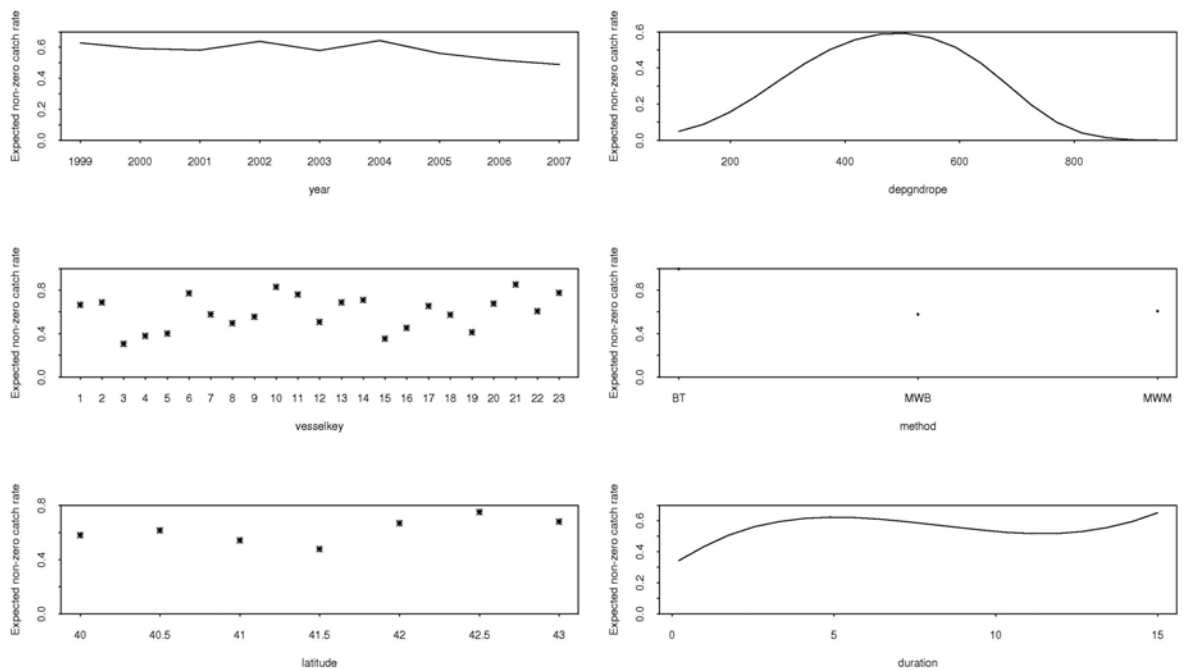 Expected non-zero catch rate
0.0 0.2 0.4 0.6
1999 2000 2001 2002 2003 2004 2005 2006 2007
year
Expected non-zero catch rate
0.0 0.2 0.4 0.6
200 400 600 800
depgndrope
Expected non-zero catch rate
0.0 0.4 0.8
1 2 3 4 5 6 7 8 9 10 11 12 13 14 15 16 17 18 19 20 21 22 23
vesselkey
Expected non-zero catch rate
0.0 0.4 0.8
BT MWB MWM
method
Expected non-zero catch rate
0.0 0.4 0.8
40 40.5 41 41.5 42 42.5 43
latitude
Expected non-zero catch rate
0.0 0.2 0.4 0.6
0 5 10 15
duration